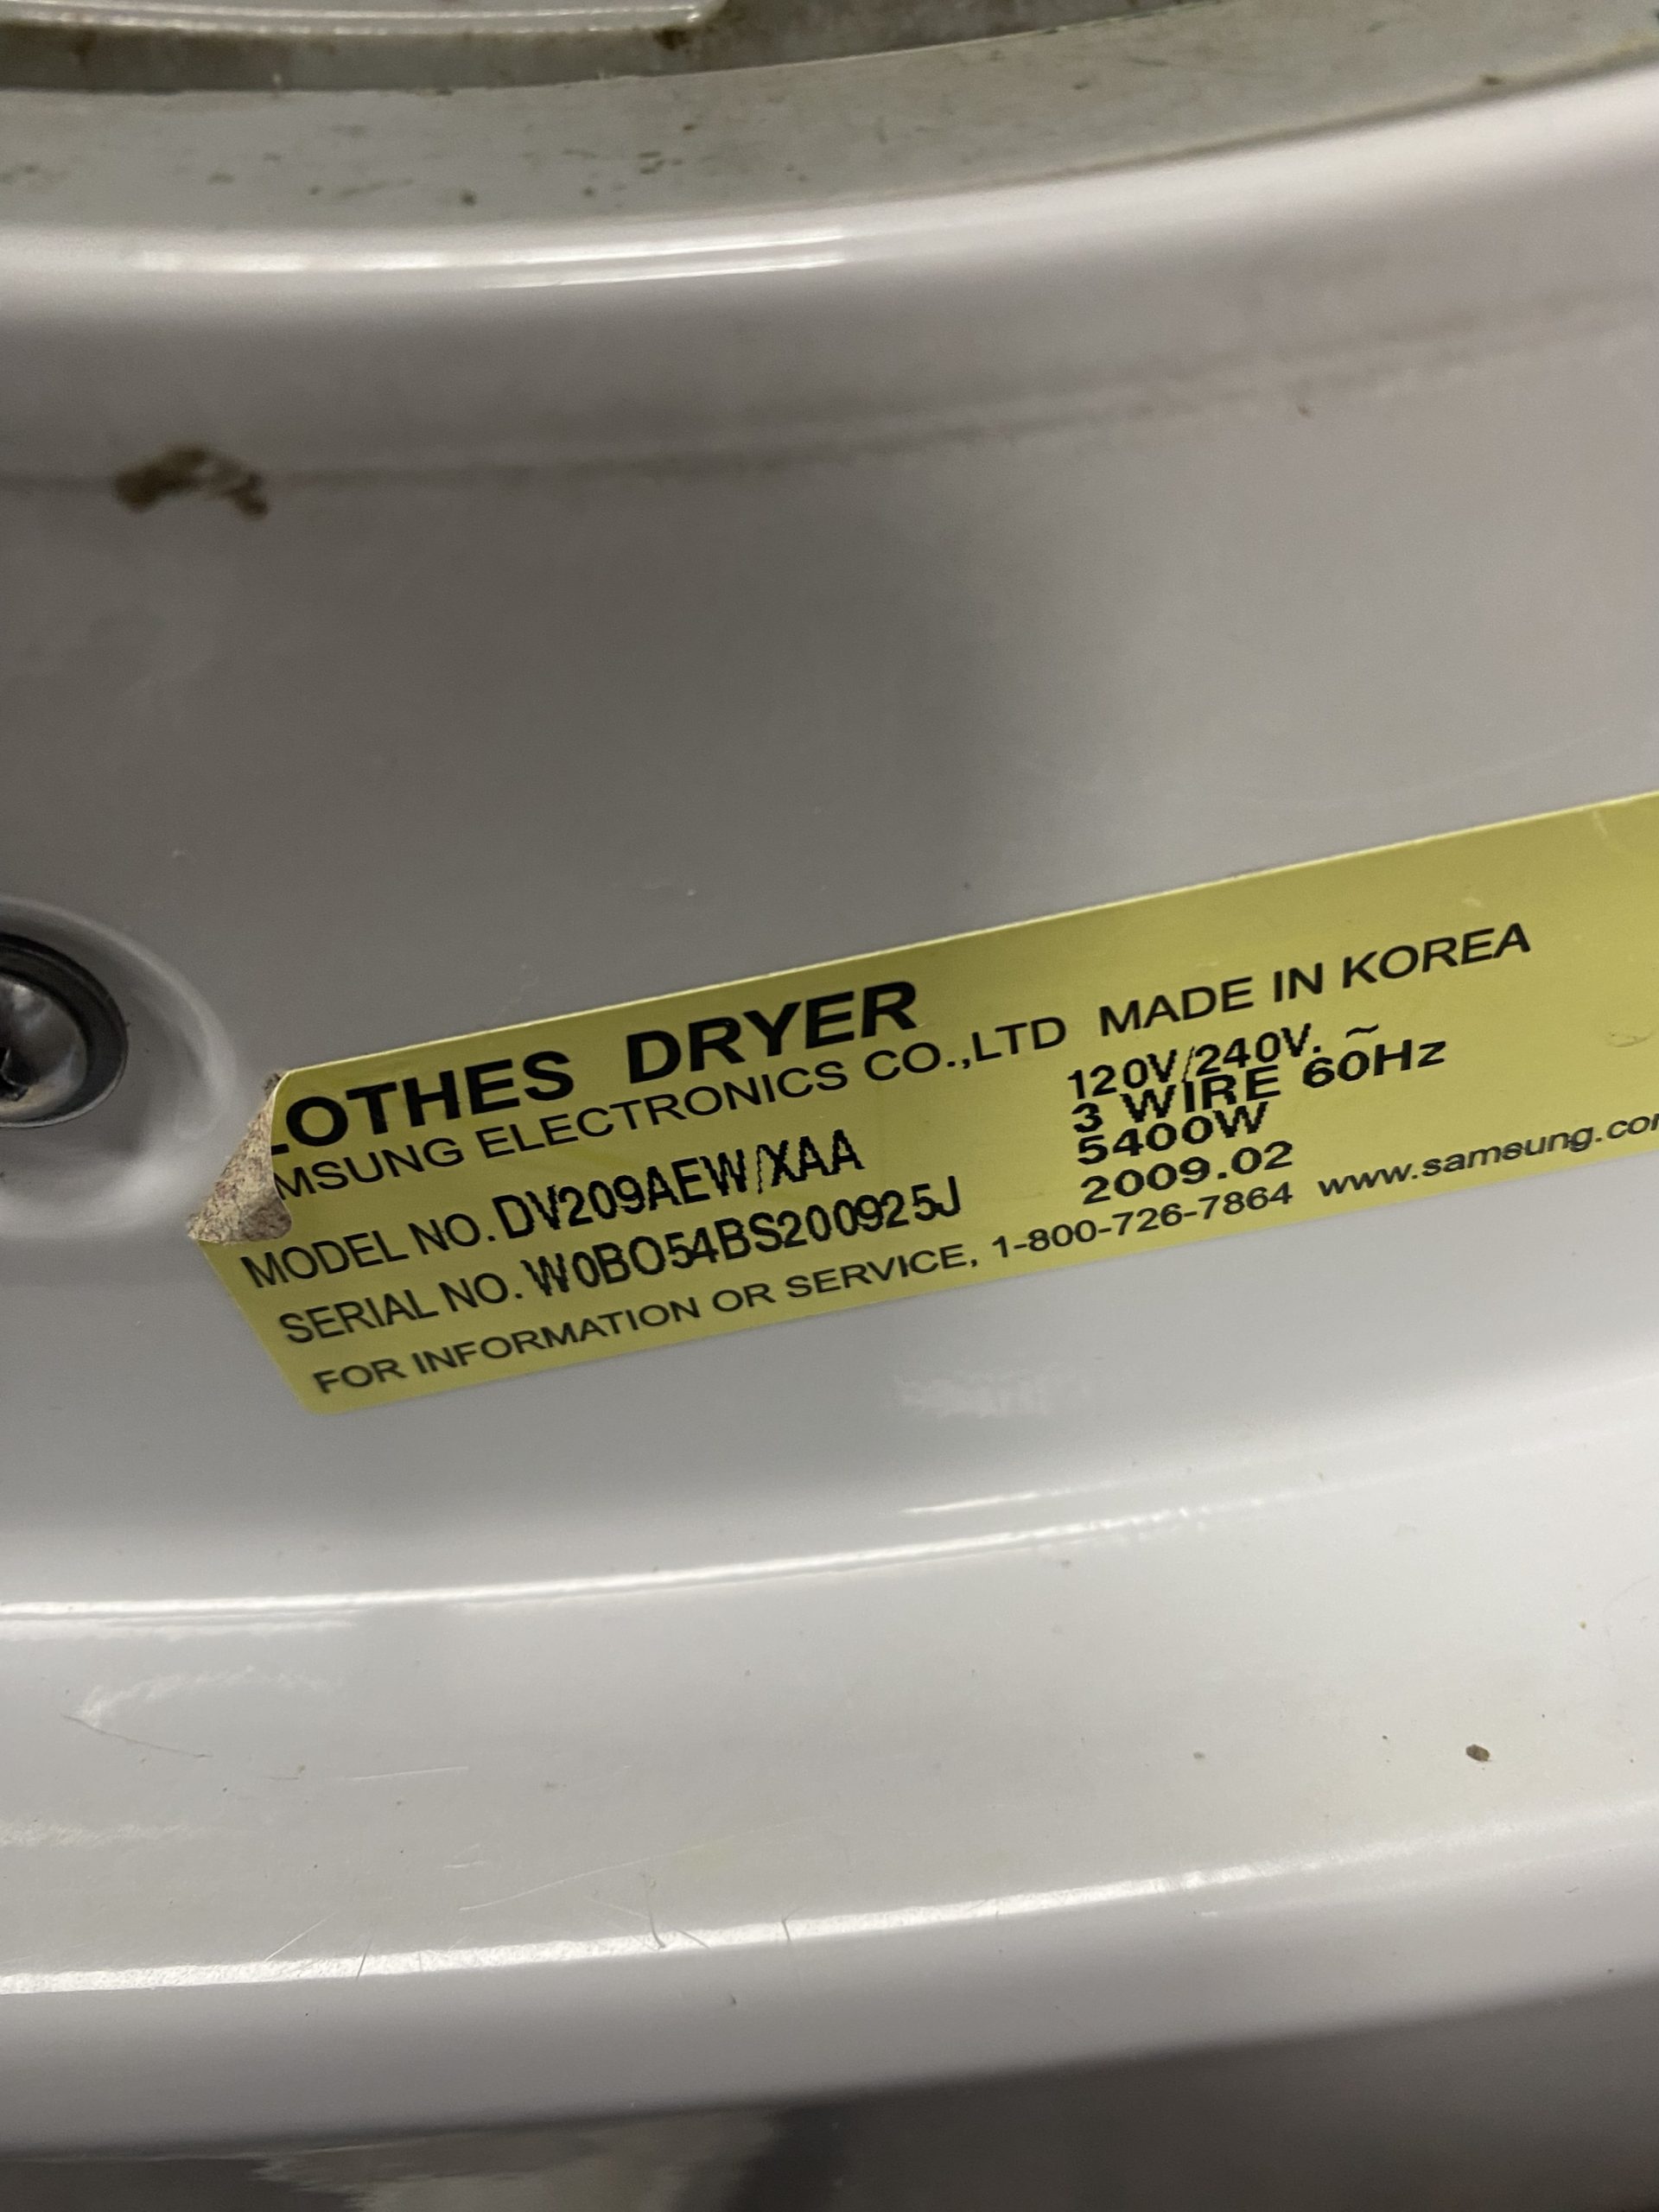 LOTHES DRYER
MSUNG ELECTRONICS CO.,LTD MADE IN KOREA
MODEL NO. DV209AEW/XAA
SERIAL NO. W0BO54BS200925J
120V/240V. ~
3 WIRE 60Hz
5400W
2009.02
FOR INFORMATION OR SERVICE, 1-800-726-7864 www.samsung.com